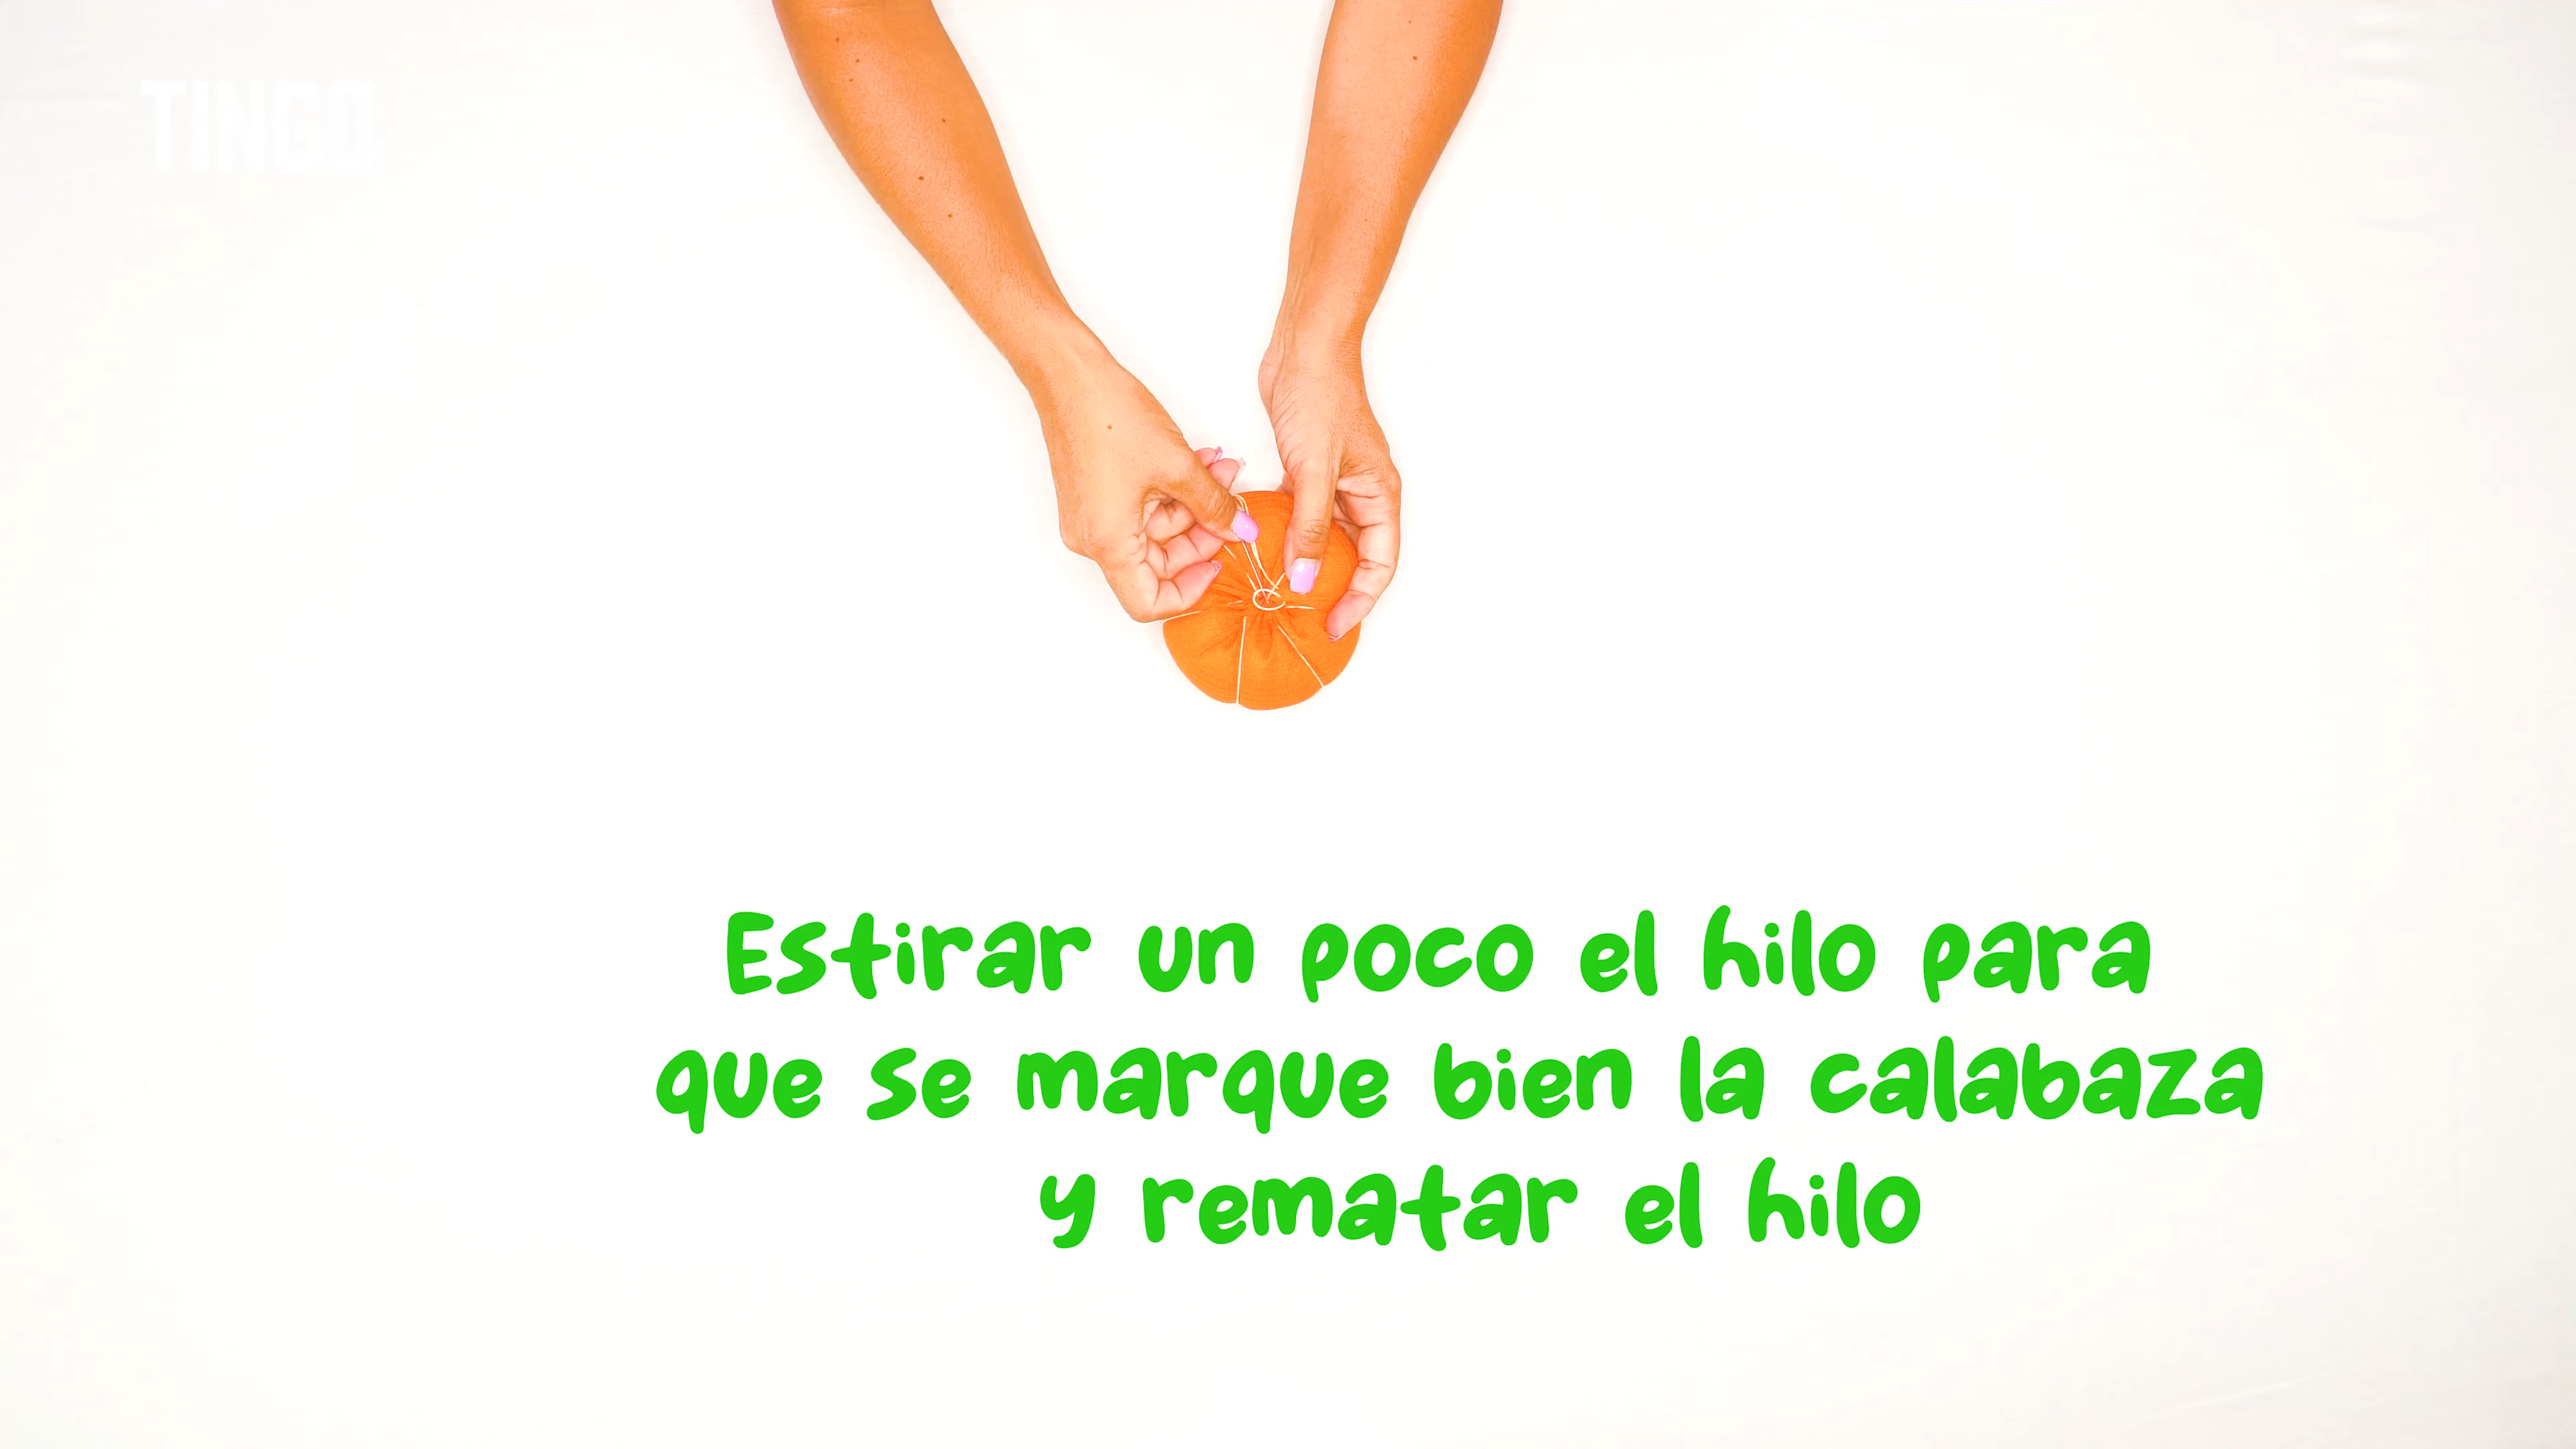 TINGO
Estirar un poco el hilo para
que se marque bien la calabaza
y rematar el hilo